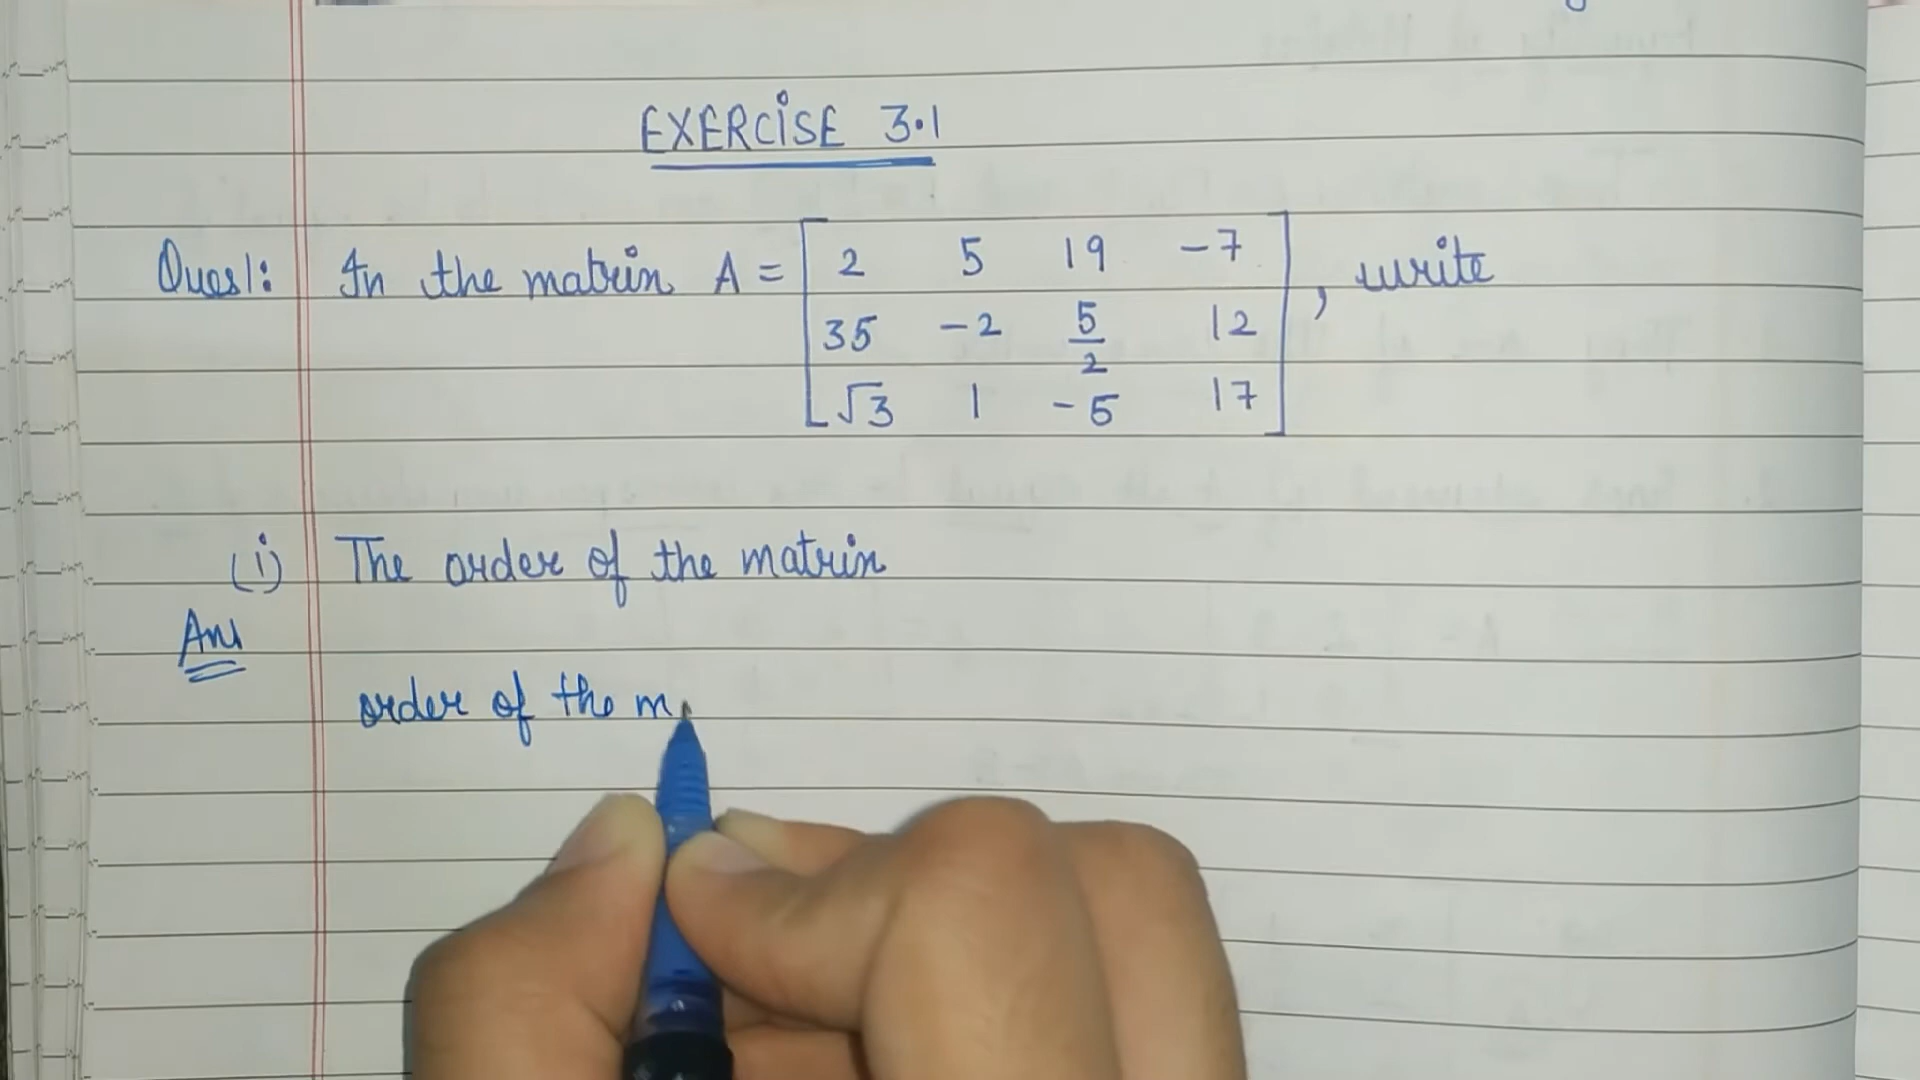 EXERCISE 3.1
Ques1: In the matrix A = [ 2 5 19 -7 , write
35 -2 5/2 12
√3 1 -5 17 ]
(i) The order of the matrix
Ans
order of the m